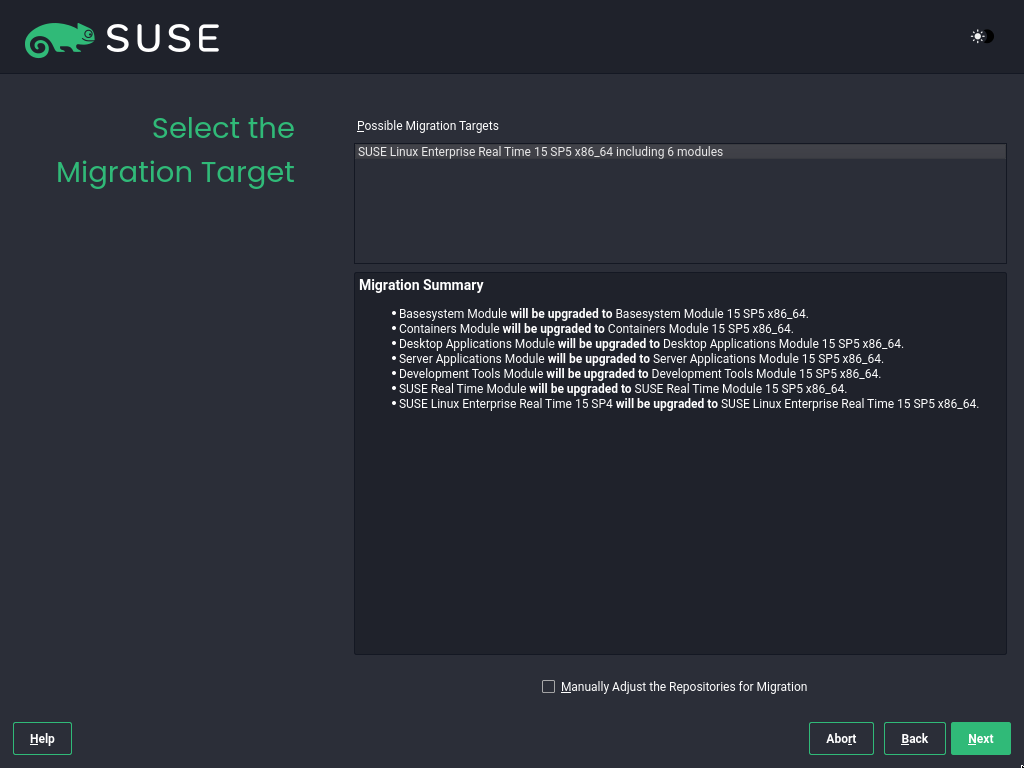 SUSE
Select the
Migration Target
Possible Migration Targets
SUSE Linux Enterprise Real Time 15 SP5 x86_64 including 6 modules
Migration Summary
• Basesystem Module will be upgraded to Basesystem Module 15 SP5 x86_64.
• Containers Module will be upgraded to Containers Module 15 SP5 x86_64.
• Desktop Applications Module will be upgraded to Desktop Applications Module 15 SP5 x86_64.
• Server Applications Module will be upgraded to Server Applications Module 15 SP5 x86_64.
• Development Tools Module will be upgraded to Development Tools Module 15 SP5 x86_64.
• SUSE Real Time Module will be upgraded to SUSE Real Time Module 15 SP5 x86_64.
• SUSE Linux Enterprise Real Time 15 SP4 will be upgraded to SUSE Linux Enterprise Real Time 15 SP5 x86_64.
Manually Adjust the Repositories for Migration
Help
Abort
Back
Next